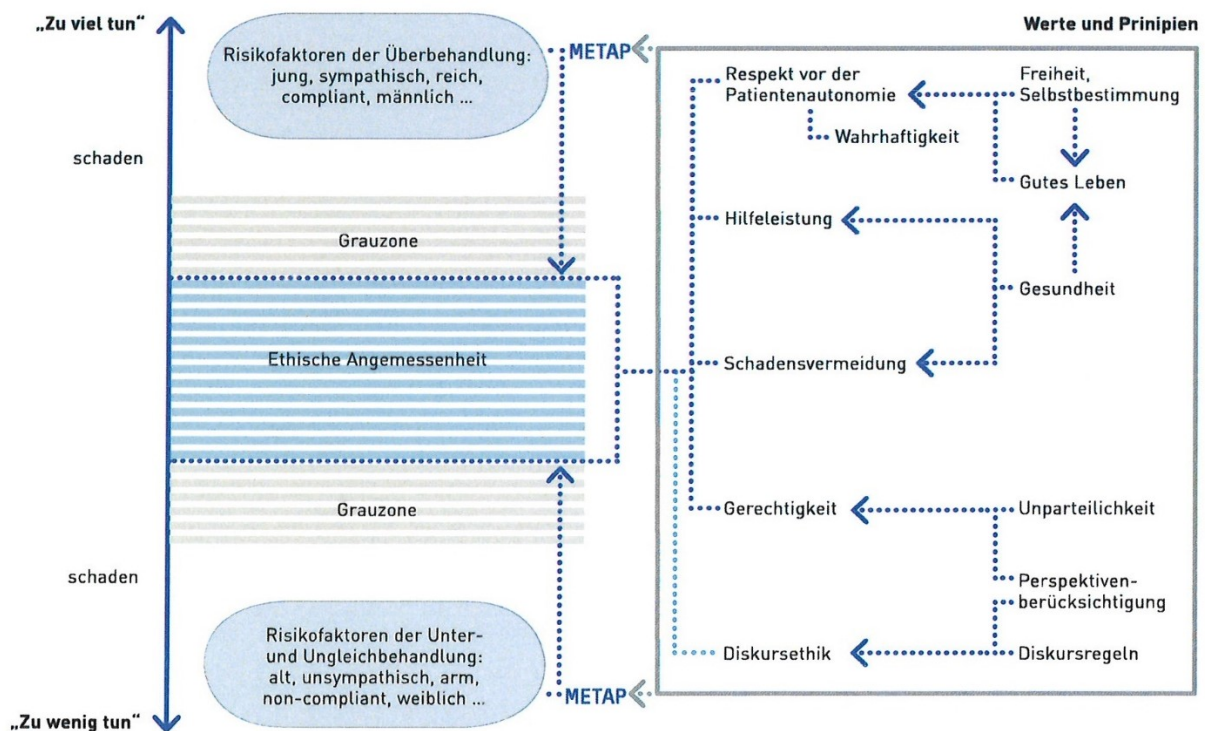 „Zu viel tun“
Risikofaktoren der Überbehandlung:
jung, sympathisch, reich,
compliant, männlich ...
schaden
Grauzone
Ethische Angemessenheit
Grauzone
schaden
Risikofaktoren der Unter-
und Ungleichbehandlung:
alt, unsympathisch, arm,
non-compliant, weiblich ...
„Zu wenig tun“
METAP
METAP
Werte und Prinipien
Respekt vor der
Patientenautonomie
Wahrhaftigkeit
Freiheit,
Selbstbestimmung
Gutes Leben
Hilfeleistung
Gesundheit
Schadensvermeidung
Gerechtigkeit
Unparteilichkeit
Perspektiven-
berücksichtigung
Diskursethik
Diskursregeln